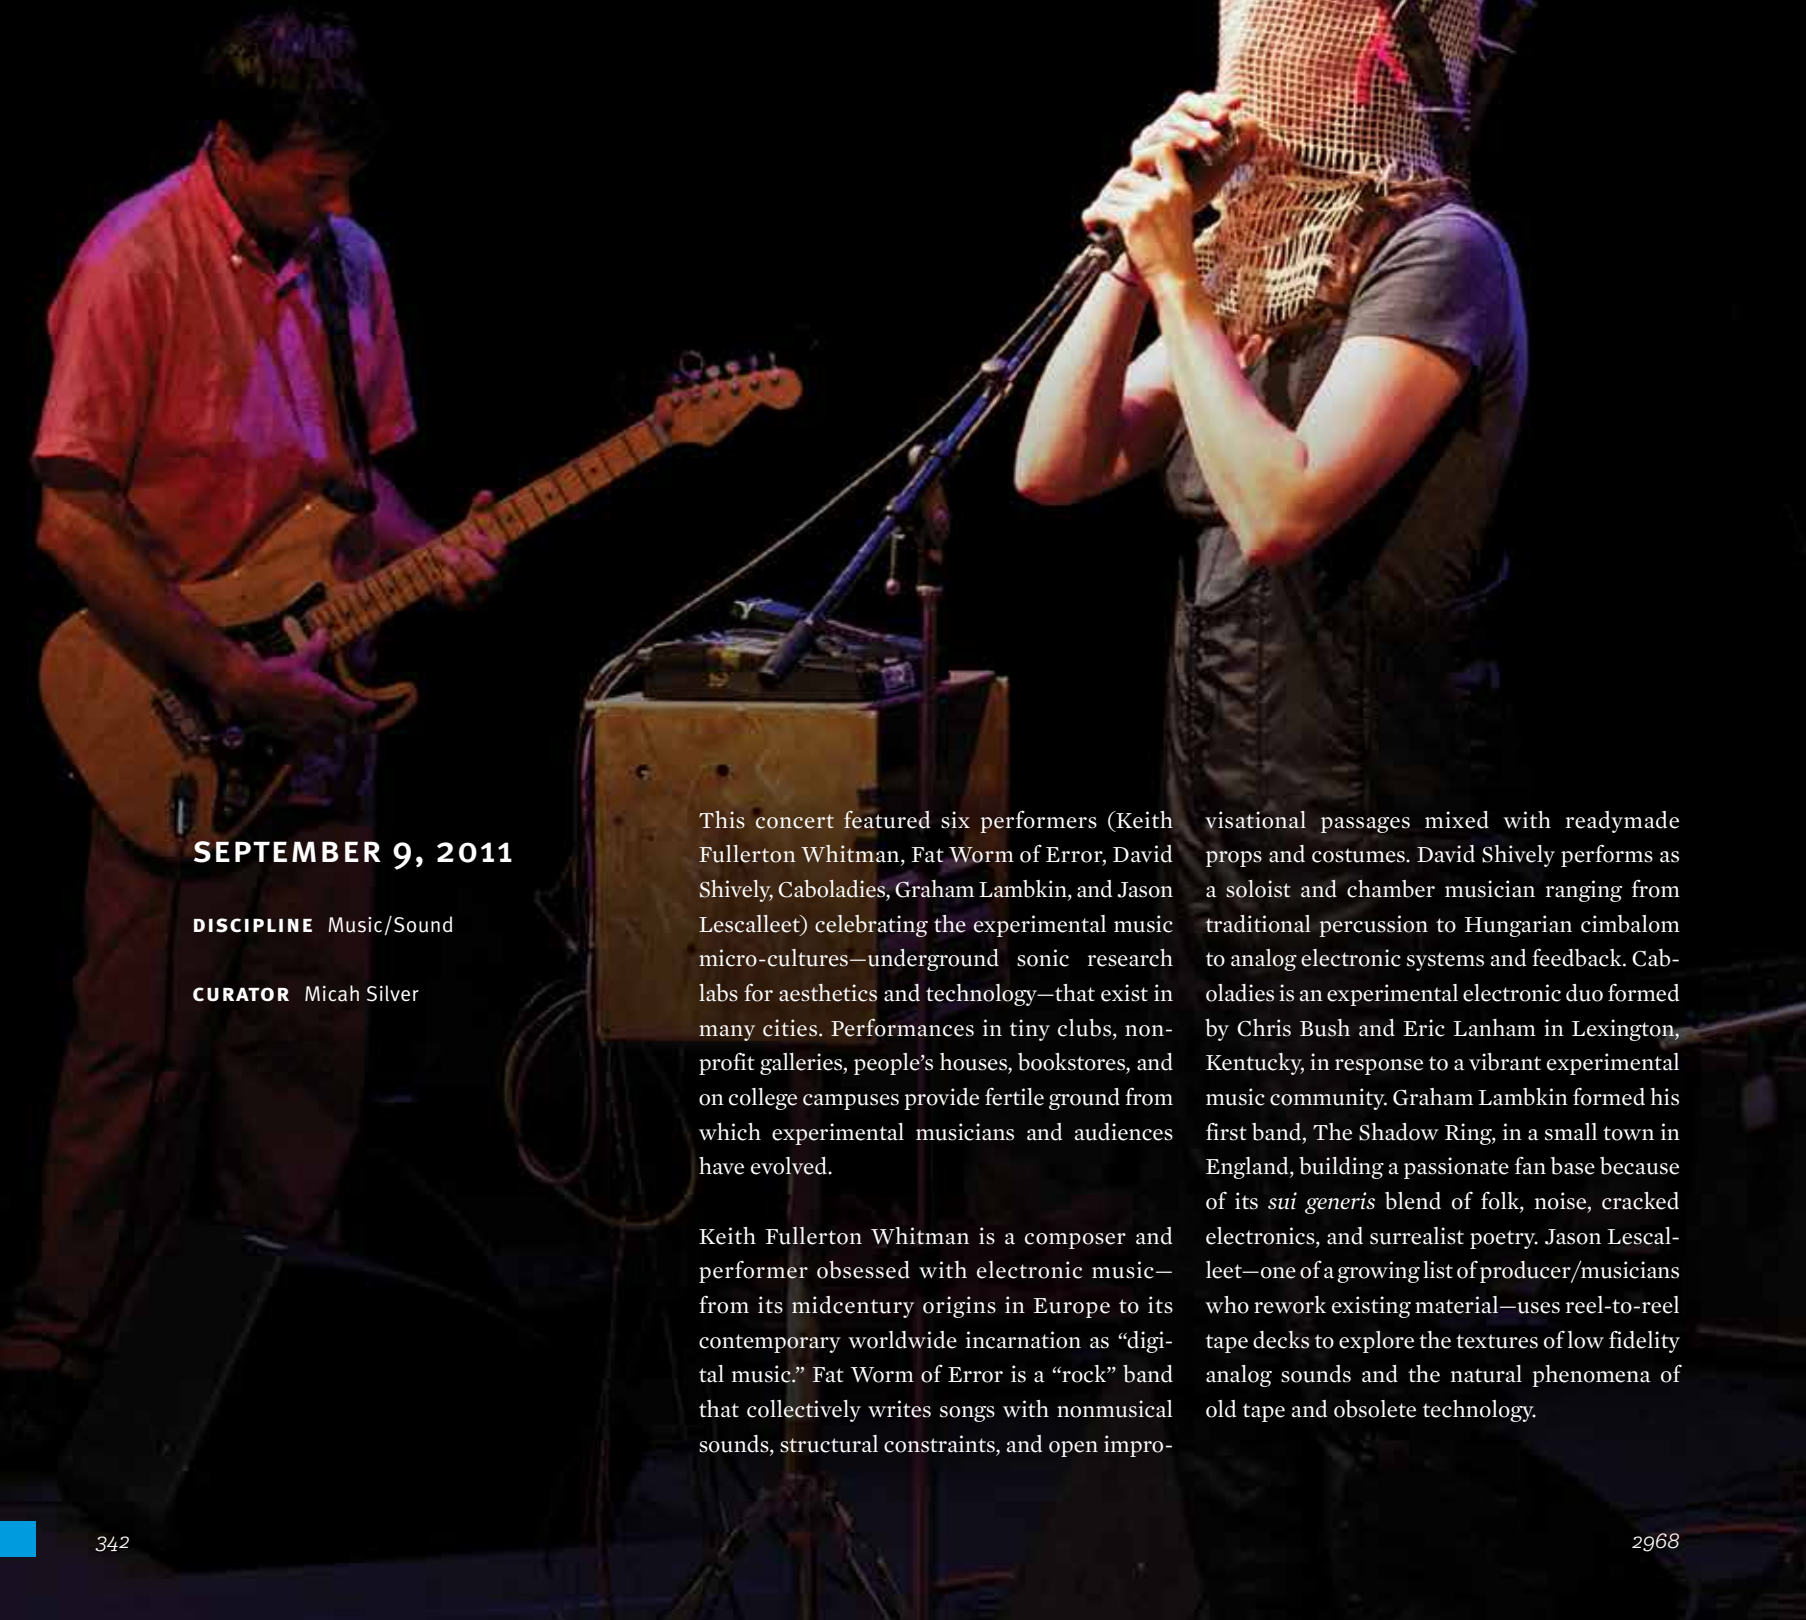 SEPTEMBER 9, 2011
DISCIPLINE Music/Sound
CURATOR Micah Silver
This concert featured six performers (Keith
Fullerton Whitman, Fat Worm of Error, David
Shively, Caboladies, Graham Lambkin, and Jason
Lescalleet) celebrating the experimental music
micro-cultures—underground sonic research
labs for aesthetics and technology—that exist in
many cities. Performances in tiny clubs, non-
profit galleries, people’s houses, bookstores, and
on college campuses provide fertile ground from
which experimental musicians and audiences
have evolved.
Keith Fullerton Whitman is a composer and
performer obsessed with electronic music—
from its midcentury origins in Europe to its
contemporary worldwide incarnation as “digi-
tal music.” Fat Worm of Error is a “rock” band
that collectively writes songs with nonmusical
sounds, structural constraints, and open impro-
visational passages mixed with readymade
props and costumes. David Shively performs as
a soloist and chamber musician ranging from
traditional percussion to Hungarian cimbalom
to analog electronic systems and feedback. Cab-
oladies is an experimental electronic duo formed
by Chris Bush and Eric Lanham in Lexington,
Kentucky, in response to a vibrant experimental
music community. Graham Lambkin formed his
first band, The Shadow Ring, in a small town in
England, building a passionate fan base because
of its sui generis blend of folk, noise, cracked
electronics, and surrealist poetry. Jason Lescal-
leet—one of a growing list of producer/musicians
who rework existing material—uses reel-to-reel
tape decks to explore the textures of low fidelity
analog sounds and the natural phenomena of
old tape and obsolete technology.
342
2968